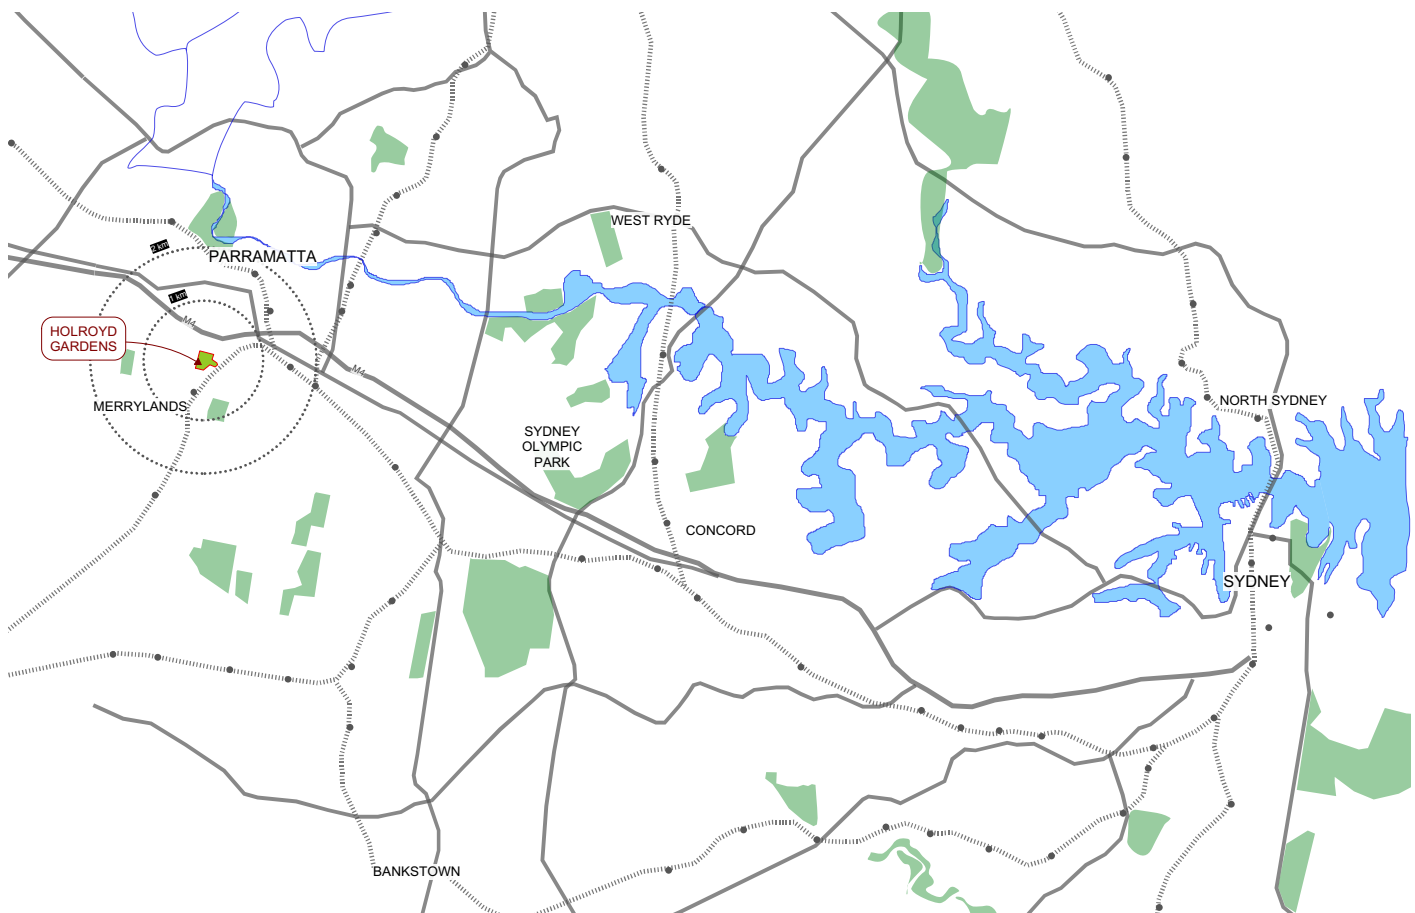 WEST RYDE
2 km
PARRAMATTA
1 km
M4
HOLROYD
GARDENS
M4
MERRYLANDS
NORTH SYDNEY
SYDNEY
OLYMPIC
PARK
CONCORD
SYDNEY
BANKSTOWN